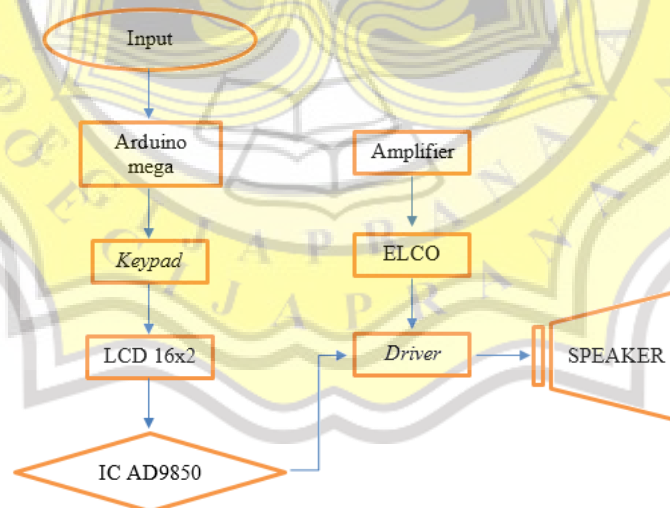 Input
Arduino
mega
Keypad
LCD 16x2
IC AD9850
Amplifier
ELCO
Driver
SPEAKER